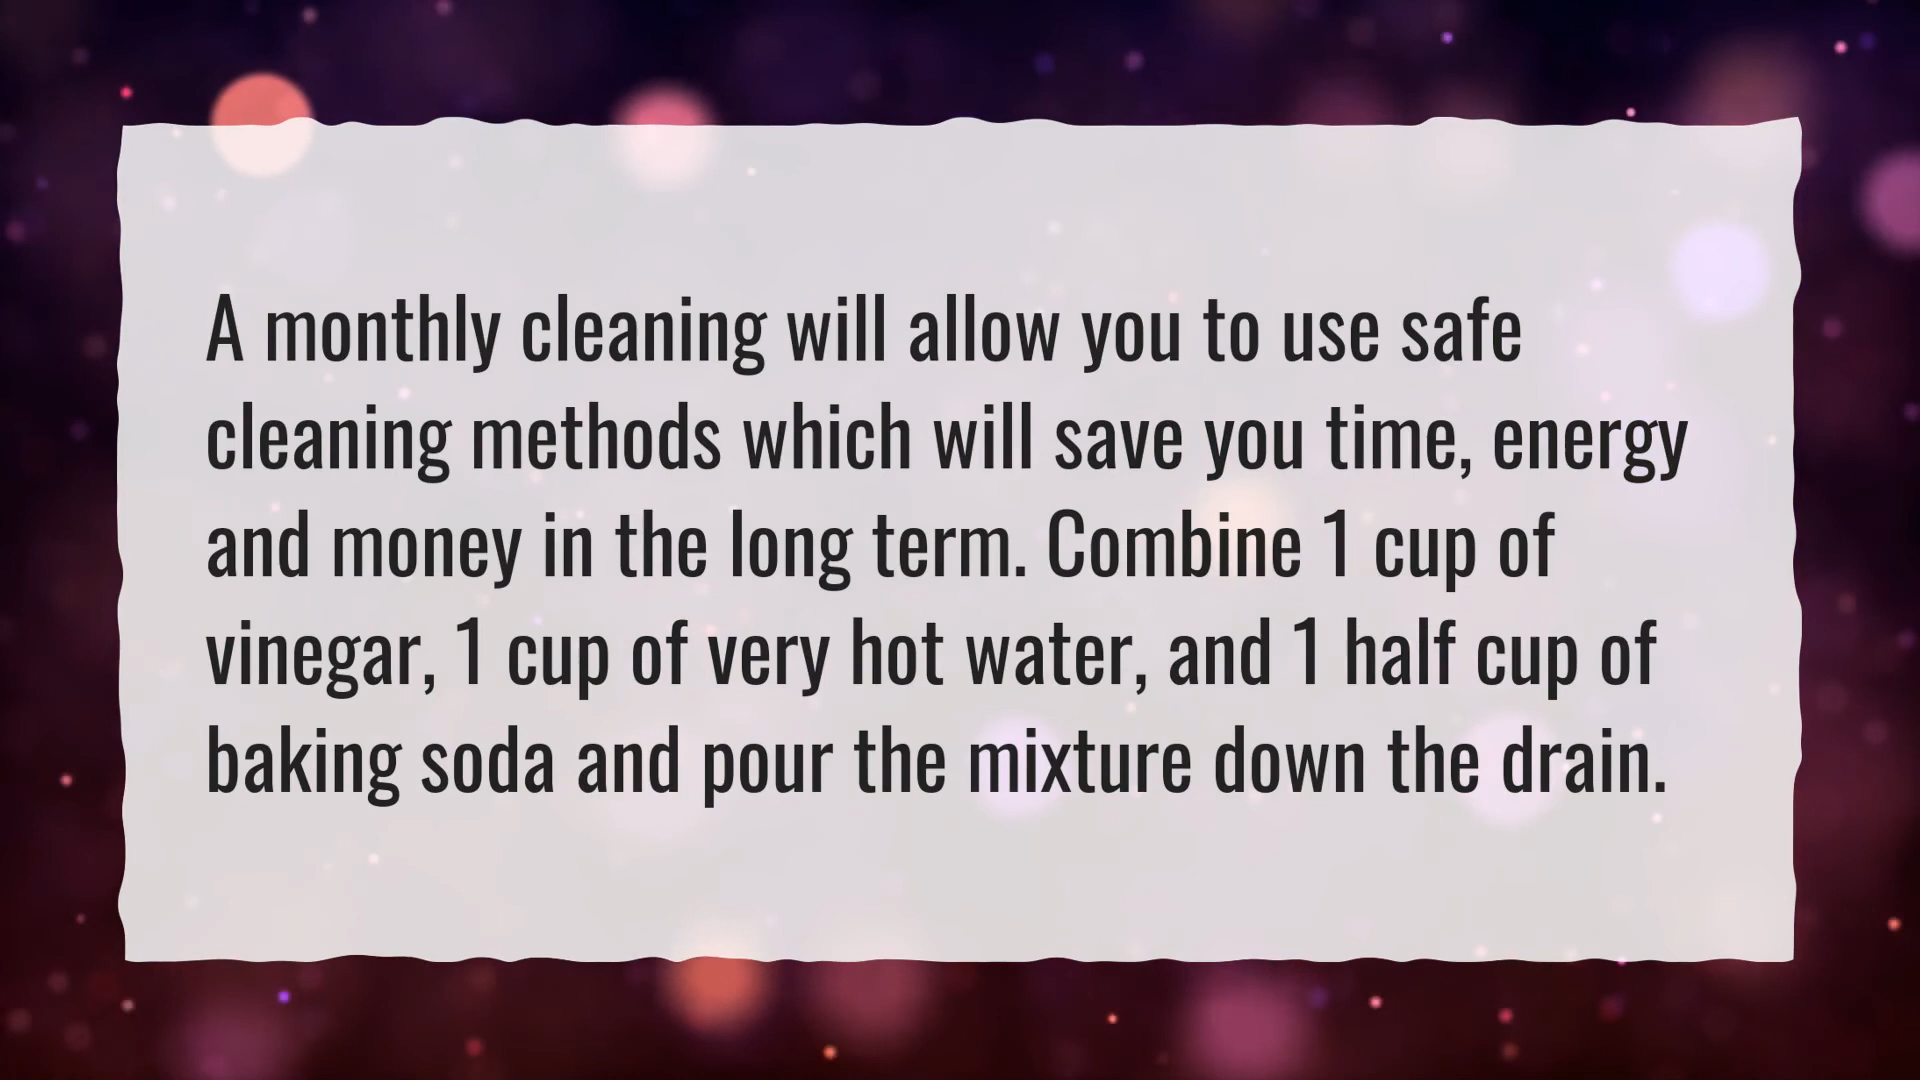 A monthly cleaning will allow you to use safe
cleaning methods which will save you time, energy
and money in the long term. Combine 1 cup of
vinegar, 1 cup of very hot water, and 1 half cup of
baking soda and pour the mixture down the drain.